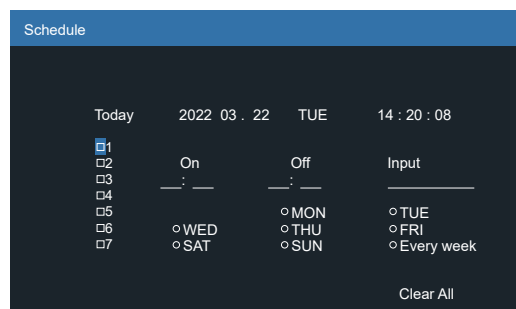 Schedule
Today 2022 03 . 22 TUE 14 : 20 : 08
□1
□2 On Off Input
□3 __: __ __: __ ________
□4
□5 ○MON ○TUE
□6 ○WED ○THU ○FRI
□7 ○SAT ○SUN ○Every week
Clear All